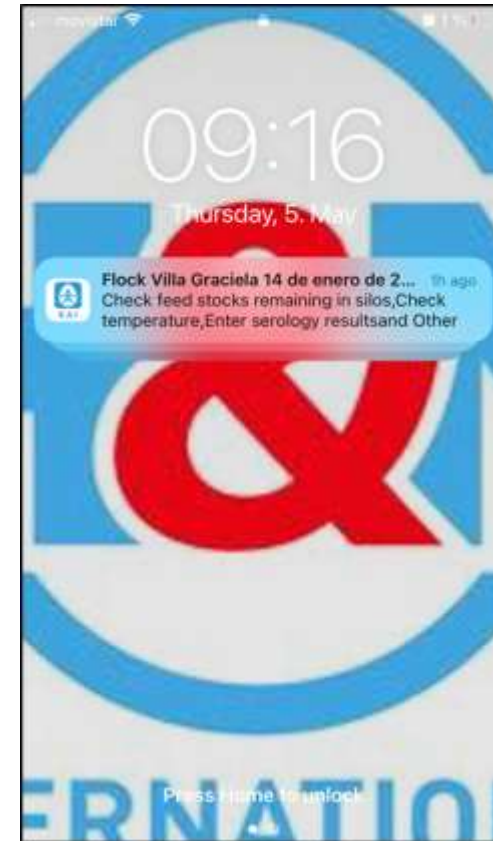 movistar
09:16
Thursday, 5. May
Flock Villa Graciela 14 de enero de 2... 1h ago
Check feed stocks remaining in silos,Check
temperature,Enter serology resultsand Other
&
Press Home to unlock
ERNATIO